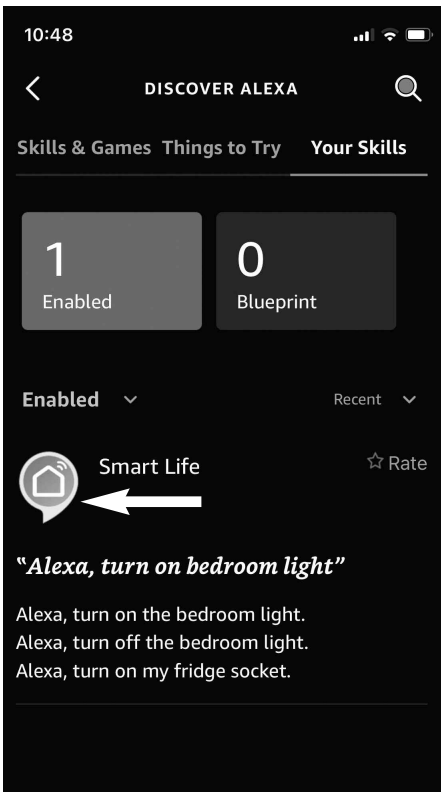 10:48
DISCOVER ALEXA
Skills & Games Things to Try Your Skills
1 0
Enabled Blueprint
Enabled Recent
Smart Life Rate
“Alexa, turn on bedroom light”
Alexa, turn on the bedroom light.
Alexa, turn off the bedroom light.
Alexa, turn on my fridge socket.